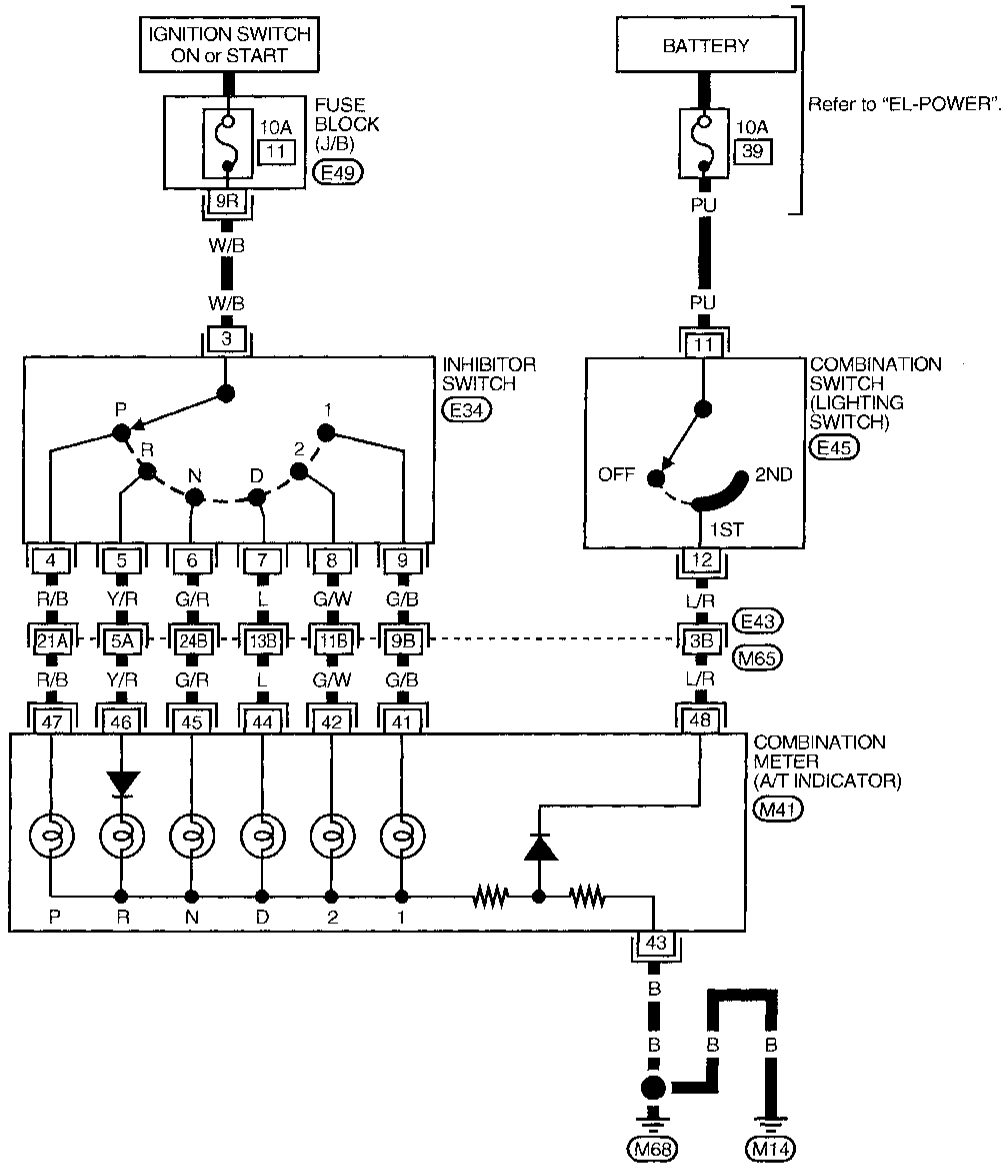 IGNITION SWITCH
ON or START
BATTERY
Refer to "EL-POWER".
10A
11
FUSE
BLOCK
(J/B)
E49
10A
39
9R
PU
W/B
W/B
PU
3
11
INHIBITOR
SWITCH
E34
COMBINATION
SWITCH
(LIGHTING
SWITCH)
E45
P
R
N
D
2
1
OFF
2ND
1ST
4
5
6
7
8
9
12
R/B
Y/R
G/R
L
G/W
G/B
L/R
E43
21A
5A
24B
13B
11B
9B
3B
M65
R/B
Y/R
G/R
L
G/W
G/B
L/R
47
46
45
44
42
41
48
COMBINATION
METER
(A/T INDICATOR)
M41
P
R
N
D
2
1
43
B
B
B
B
M68
M14